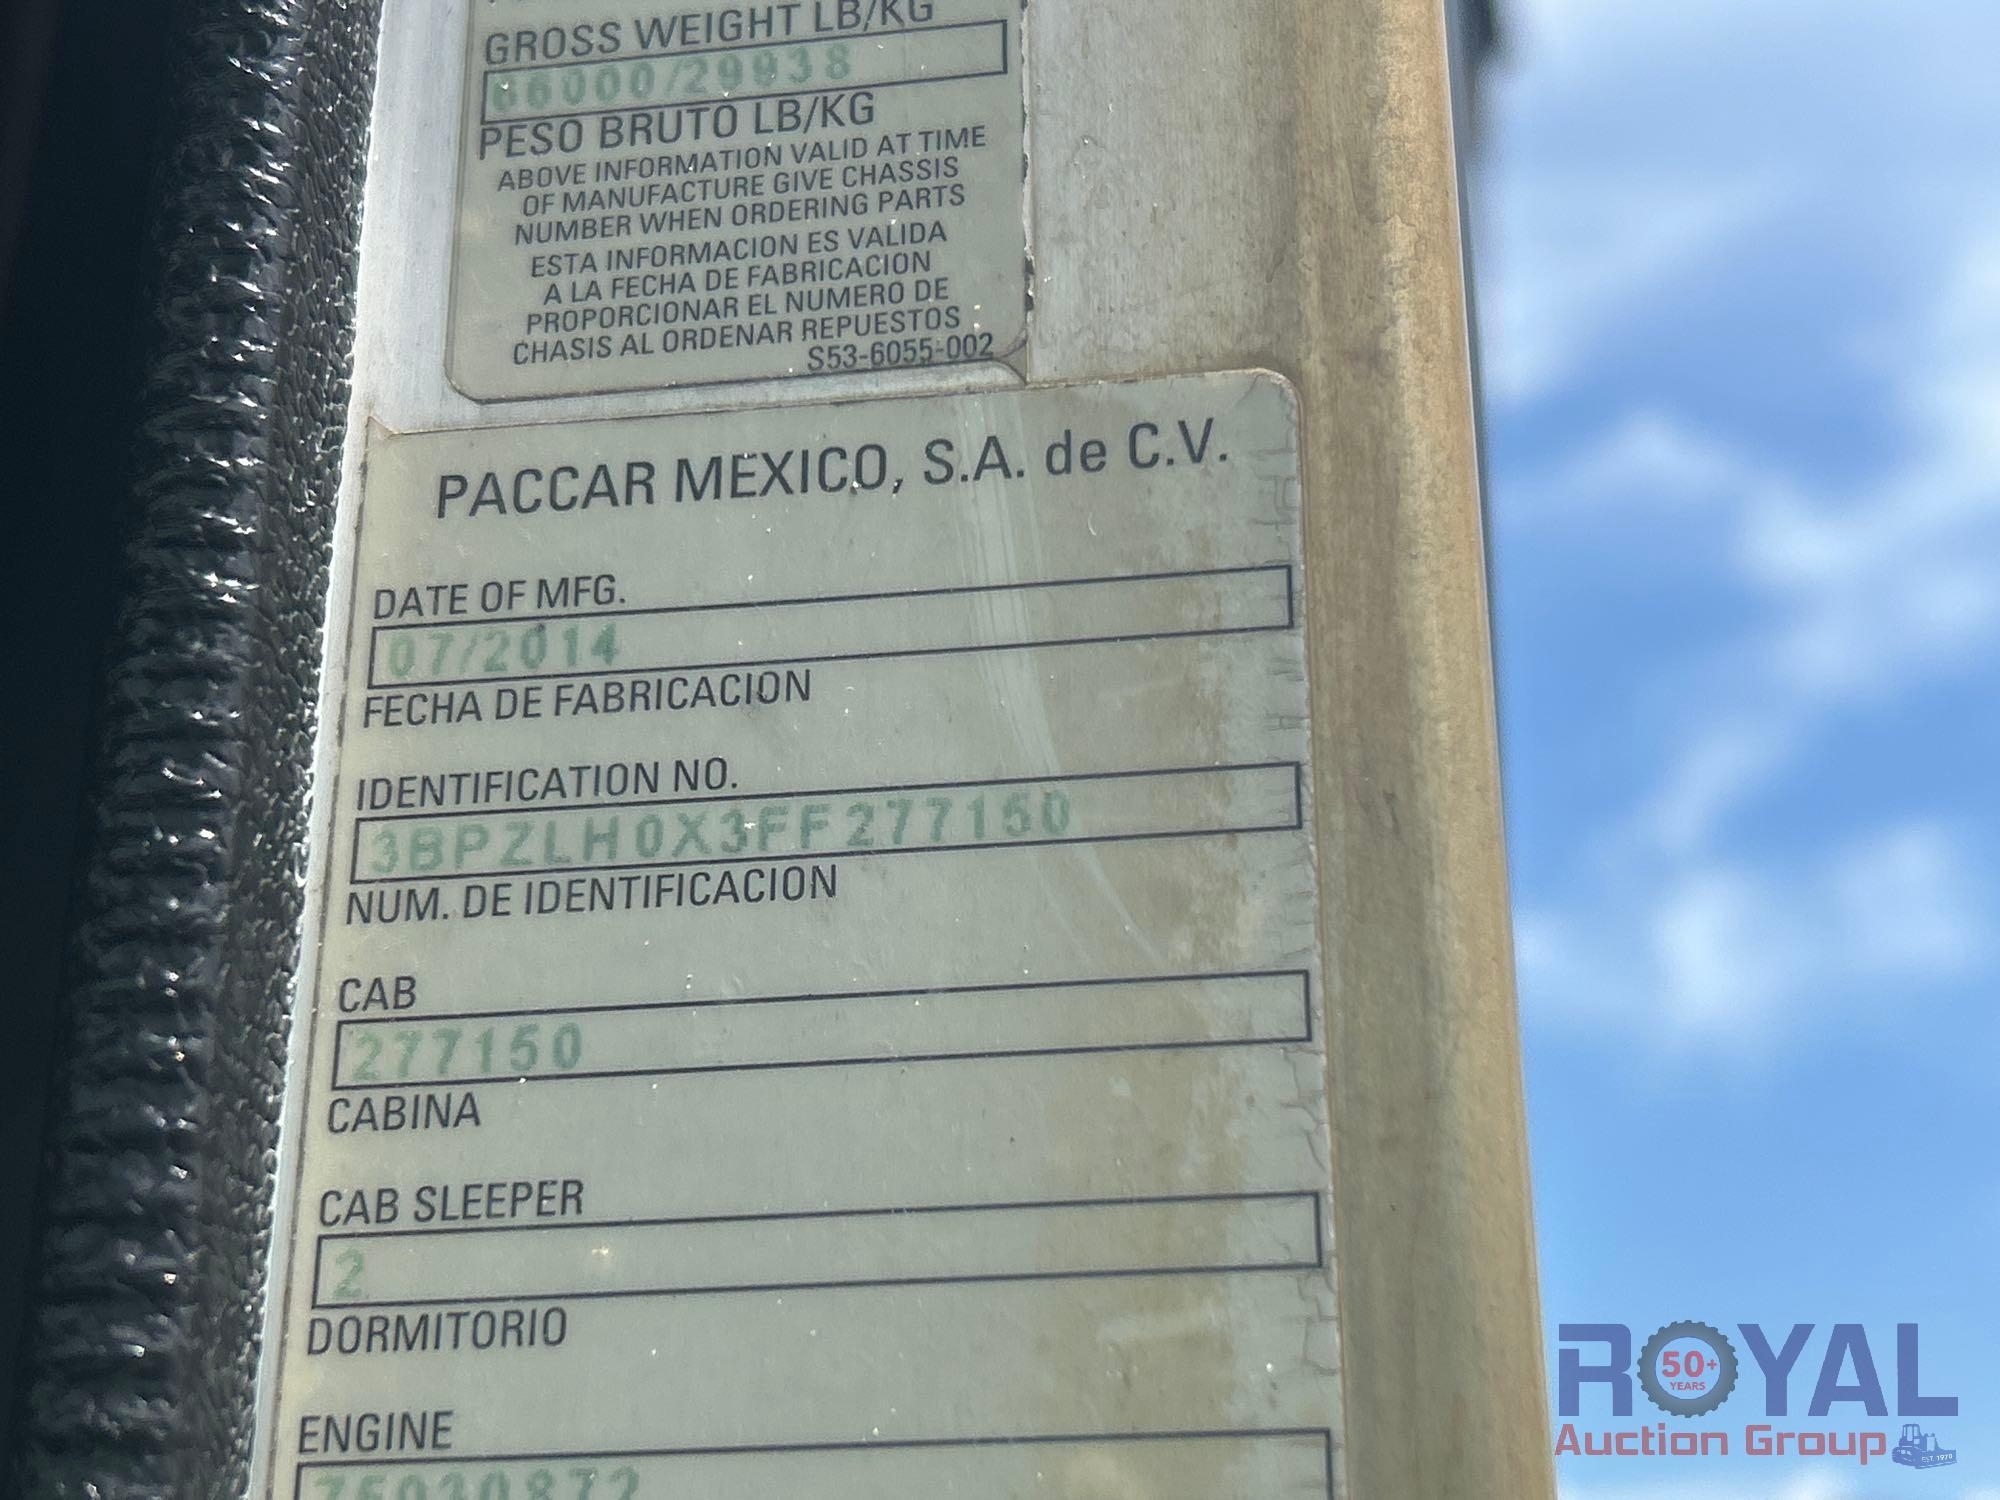 GROSS WEIGHT LB/KG
66000/29938
PESO BRUTO LB/KG
ABOVE INFORMATION VALID AT TIME
OF MANUFACTURE GIVE CHASSIS
NUMBER WHEN ORDERING PARTS
ESTA INFORMACION ES VALIDA
A LA FECHA DE FABRICACION
PROPORCIONAR EL NUMERO DE
CHASIS AL ORDENAR REPUESTOS
S53-6055-002
PACCAR MEXICO, S.A. de C.V.
DATE OF MFG.
07/2014
FECHA DE FABRICACION
IDENTIFICATION NO.
3BPZLH0X3FF277150
NUM. DE IDENTIFICACION
CAB
277150
CABINA
CAB SLEEPER
2
DORMITORIO
ENGINE
ROYAL
50+
YEARS
Auction Group
EST. 1970